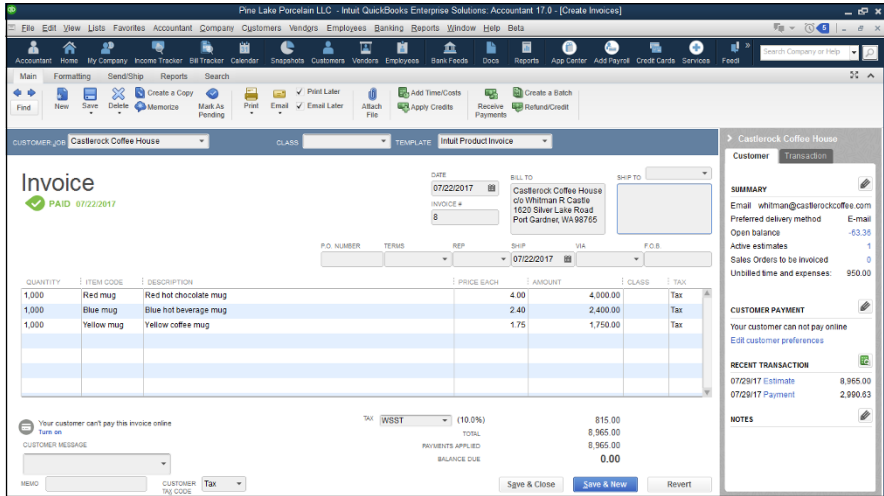 Pine Lake Porcelain LLC - Intuit QuickBooks Enterprise Solutions: Accountant 17.0 - [Create Invoices]
File Edit View Lists Favorites Accountant Company Customers Vendors Employees Banking Reports Window Help Beta
Accountant Home My Company Income Tracker Bill Tracker Calendar Snapshots Customers Vendors Employees Bank Feeds Docs Reports App Center Add Payroll Credit Cards Services Feedl Search Company or Help
Main Formatting Send/Ship Reports Search
Find New Save Delete Create a Copy Memorize Mark As Pending Print Email Print Later Email Later Attach File Add Time/Costs Apply Credits Receive Payments Create a Batch Refund/Credit
CUSTOMER:JOB Castlerock Coffee House CLASS TEMPLATE Intuit Product Invoice
Invoice
PAID 07/22/2017
DATE
07/22/2017
INVOICE #
8
BILL TO
Castlerock Coffee House
c/o Whitman R Castle
1620 Silver Lake Road
Port Gardner, WA 98765
SHIP TO
P.O. NUMBER TERMS REP SHIP VIA F.O.B.
07/22/2017
QUANTITY ITEM CODE DESCRIPTION PRICE EACH AMOUNT CLASS TAX
1,000 Red mug Red hot chocolate mug 4.00 4,000.00 Tax
1,000 Blue mug Blue hot beverage mug 2.40 2,400.00 Tax
1,000 Yellow mug Yellow coffee mug 1.75 1,750.00 Tax
Your customer can't pay this invoice online
Turn on
CUSTOMER MESSAGE
MEMO
CUSTOMER TAX CODE Tax
TAX WSST (10.0%) 815.00
TOTAL 8,965.00
PAYMENTS APPLIED 8,965.00
BALANCE DUE 0.00
Save & Close Save & New Revert
Castlerock Coffee House
Customer Transaction
SUMMARY
Email whitman@castlerockcoffee.com
Preferred delivery method E-mail
Open balance -63.36
Active estimates 1
Sales Orders to be invoiced 0
Unbilled time and expenses: 950.00
CUSTOMER PAYMENT
Your customer can not pay online
Edit customer preferences
RECENT TRANSACTION
07/29/17 Estimate 8,965.00
07/29/17 Payment 2,990.63
NOTES